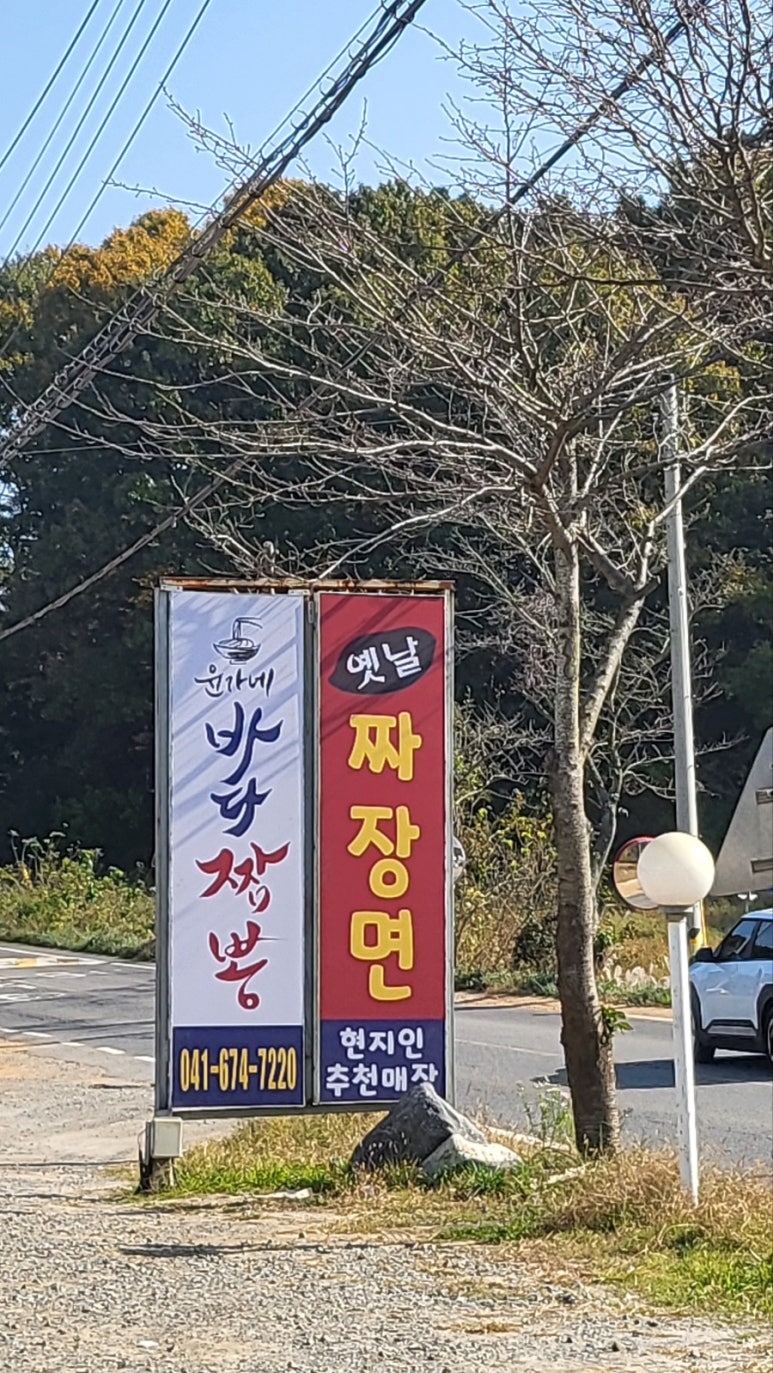 윤가네
바다
짬뽕
041-674-7220
옛날
짜장면
현지인
추천매장